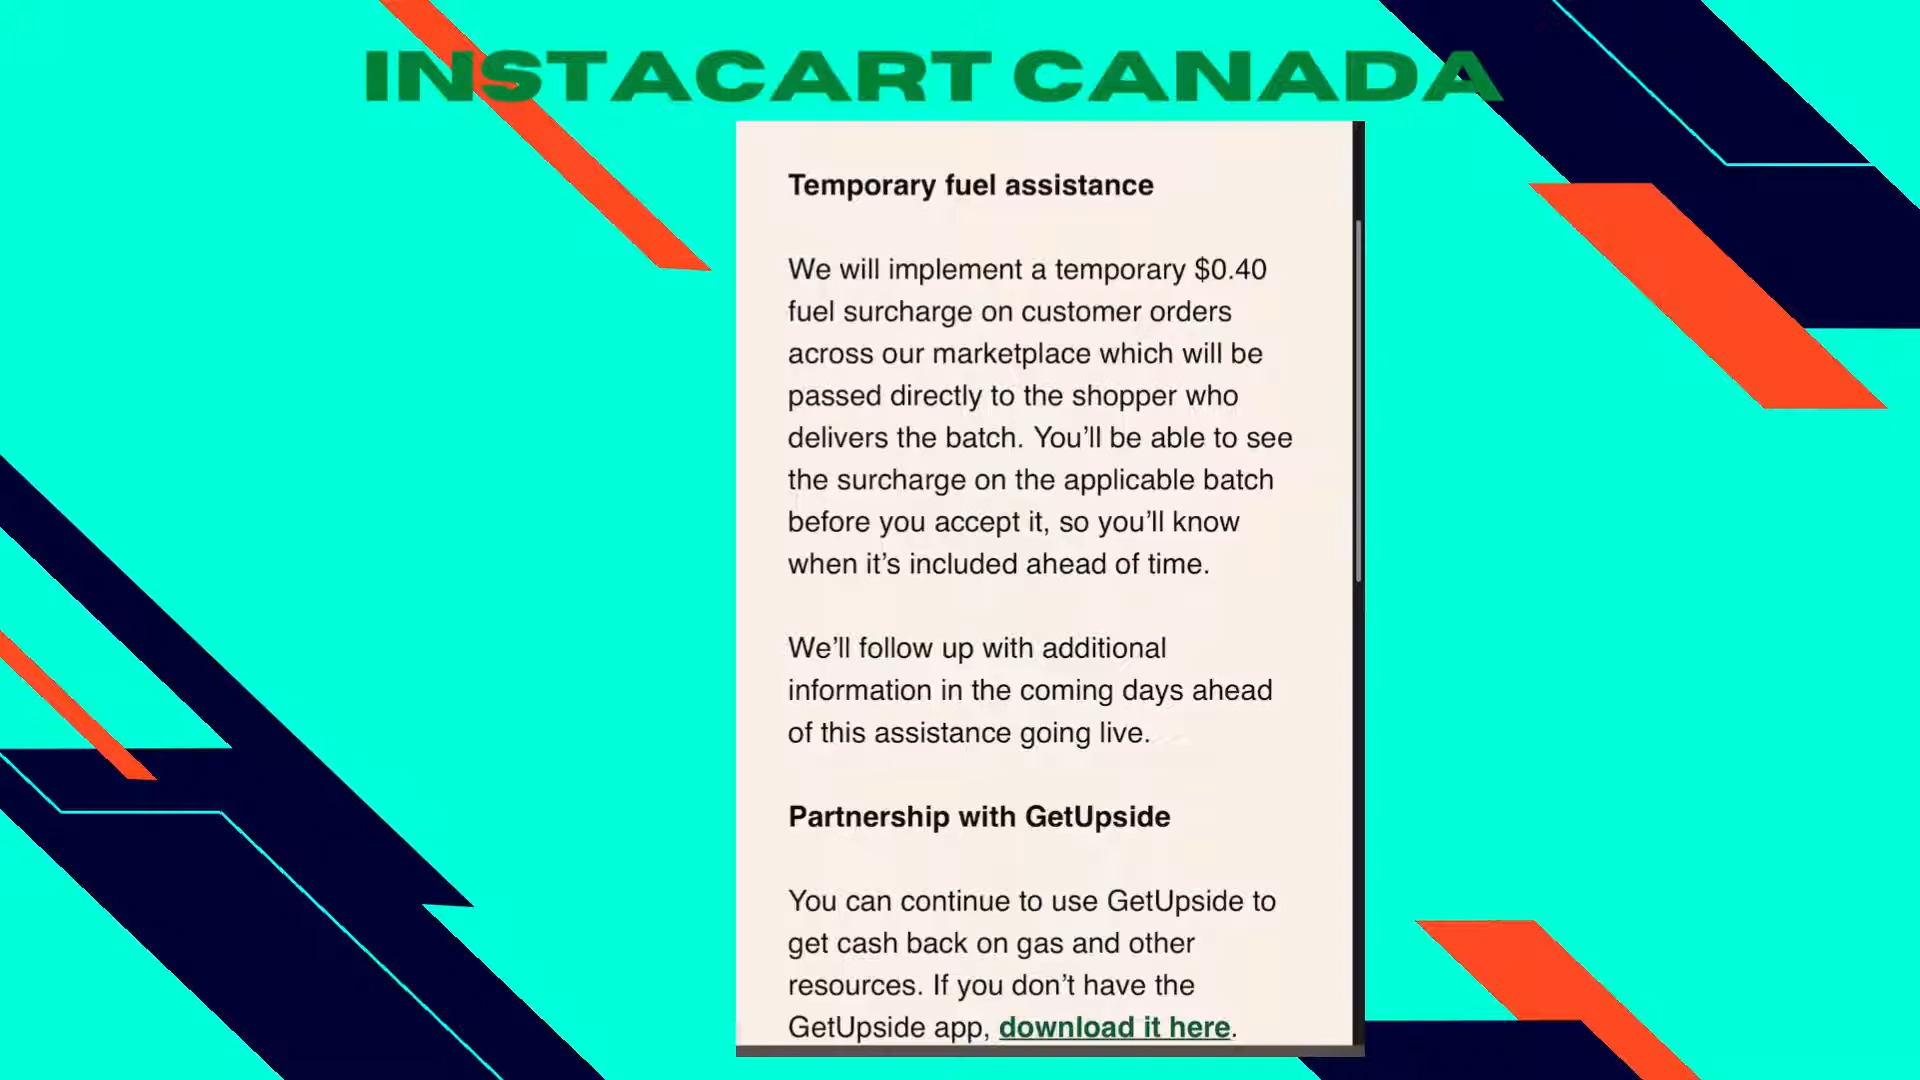 INSTACART CANADA
Temporary fuel assistance
We will implement a temporary $0.40
fuel surcharge on customer orders
across our marketplace which will be
passed directly to the shopper who
delivers the batch. You’ll be able to see
the surcharge on the applicable batch
before you accept it, so you’ll know
when it’s included ahead of time.
We’ll follow up with additional
information in the coming days ahead
of this assistance going live.
Partnership with GetUpside
You can continue to use GetUpside to
get cash back on gas and other
resources. If you don’t have the
GetUpside app, download it here.